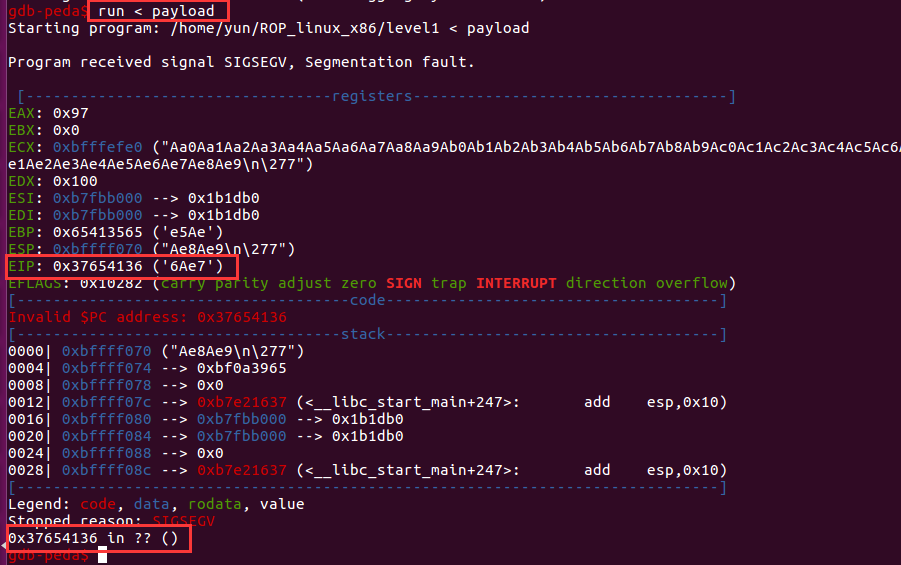 gdb-peda$ run < payload
Starting program: /home/yun/ROP_linux_x86/level1 < payload
Program received signal SIGSEGV, Segmentation fault.
[----------------------------------registers-----------------------------------]
EAX: 0x97
EBX: 0x0
ECX: 0xbfffefe0 ("Aa0Aa1Aa2Aa3Aa4Aa5Aa6Aa7Aa8Aa9Ab0Ab1Ab2Ab3Ab4Ab5Ab6Ab7Ab8Ab9Ac0Ac1Ac2Ac3Ac4Ac5Ac6A
e1Ae2Ae3Ae4Ae5Ae6Ae7Ae8Ae9\n\277")
EDX: 0x100
ESI: 0xb7fbb000 --> 0x1b1db0
EDI: 0xb7fbb000 --> 0x1b1db0
EBP: 0x65413565 ('e5Ae')
ESP: 0xbffff070 ("Ae8Ae9\n\277")
EIP: 0x37654136 ('6Ae7')
EFLAGS: 0x10282 (carry parity adjust zero SIGN trap INTERRUPT direction overflow)
[-------------------------------------code-------------------------------------]
Invalid $PC address: 0x37654136
[------------------------------------stack-------------------------------------]
0000| 0xbffff070 ("Ae8Ae9\n\277")
0004| 0xbffff074 --> 0xbf0a3965
0008| 0xbffff078 --> 0x0
0012| 0xbffff07c --> 0xb7e21637 (<__libc_start_main+247>: add esp,0x10)
0016| 0xbffff080 --> 0xb7fbb000 --> 0x1b1db0
0020| 0xbffff084 --> 0xb7fbb000 --> 0x1b1db0
0024| 0xbffff088 --> 0x0
0028| 0xbffff08c --> 0xb7e21637 (<__libc_start_main+247>: add esp,0x10)
[------------------------------------------------------------------------------]
Legend: code, data, rodata, value
Stopped reason: SIGSEGV
0x37654136 in ?? ()
gdb-peda$